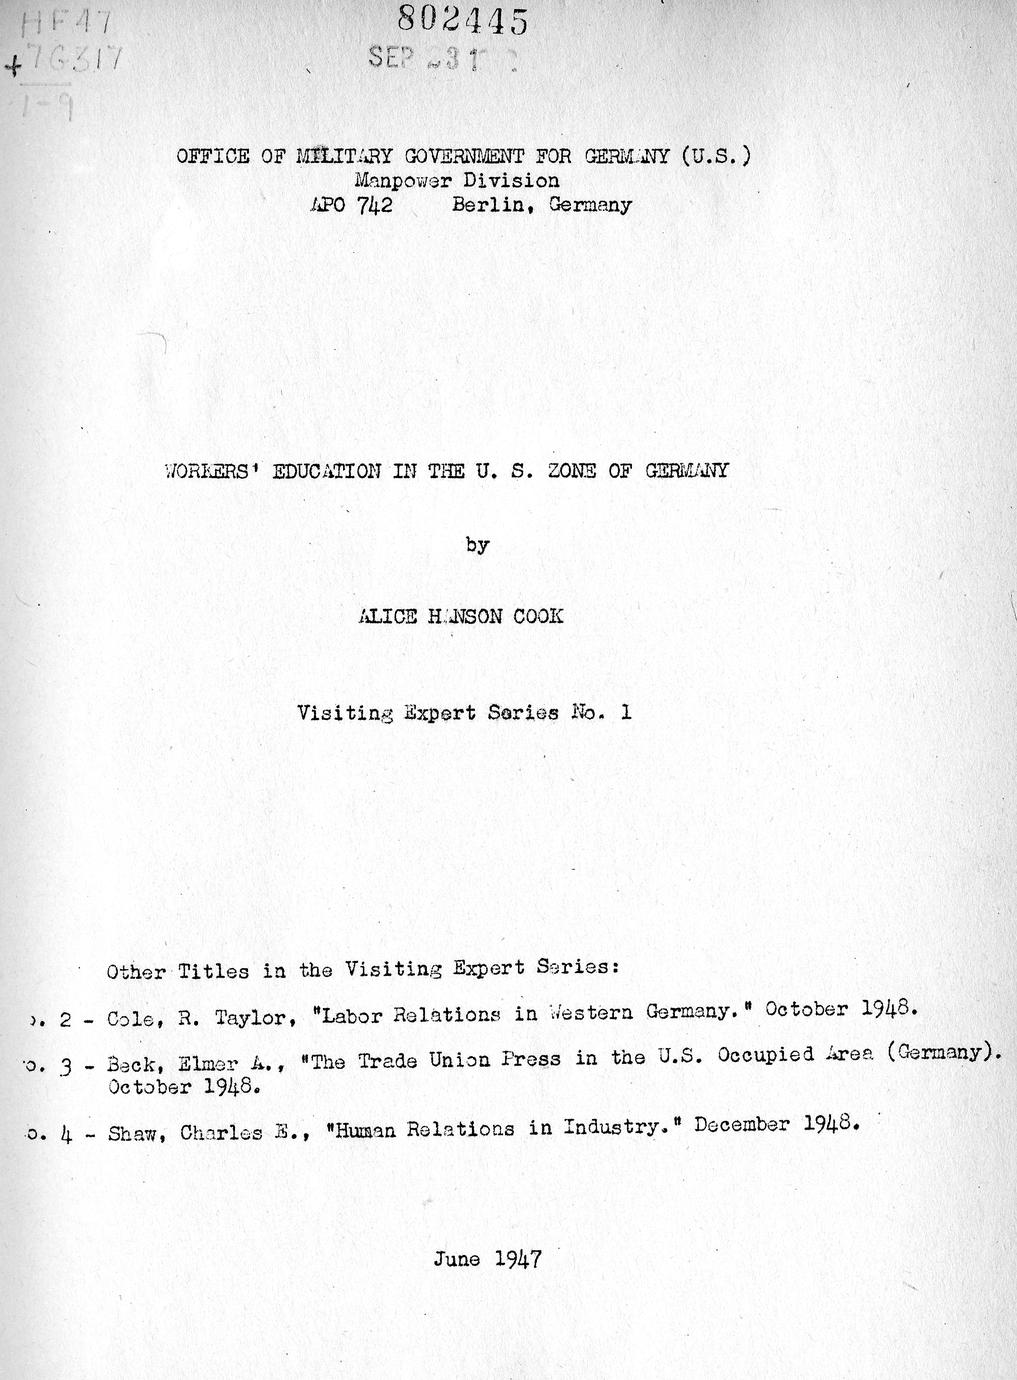 HF47
802445
+7G317
SEP 23
1-9
OFFICE OF MILITARY GOVERNMENT FOR GERMANY (U.S.)
Manpower Division
APO 742 Berlin, Germany
WORKERS' EDUCATION IN THE U. S. ZONE OF GERMANY
by
ALICE HANSON COOK
Visiting Expert Series No. 1
Other Titles in the Visiting Expert Series:
o. 2 - Cole, R. Taylor, "Labor Relations in Western Germany." October 1948.
o. 3 - Beck, Elmer A., "The Trade Union Press in the U.S. Occupied Area (Germany).
October 1948.
o. 4 - Shaw, Charles E., "Human Relations in Industry." December 1948.
June 1947